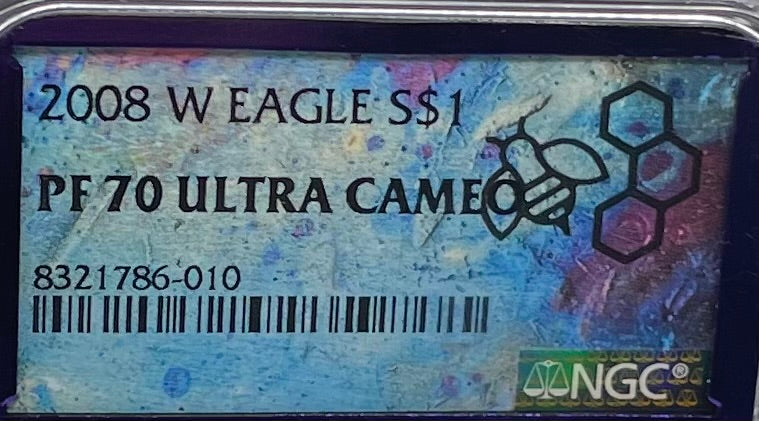 2008 W EAGLE S$1
PF 70 ULTRA CAMEO
8321786-010
NGC®